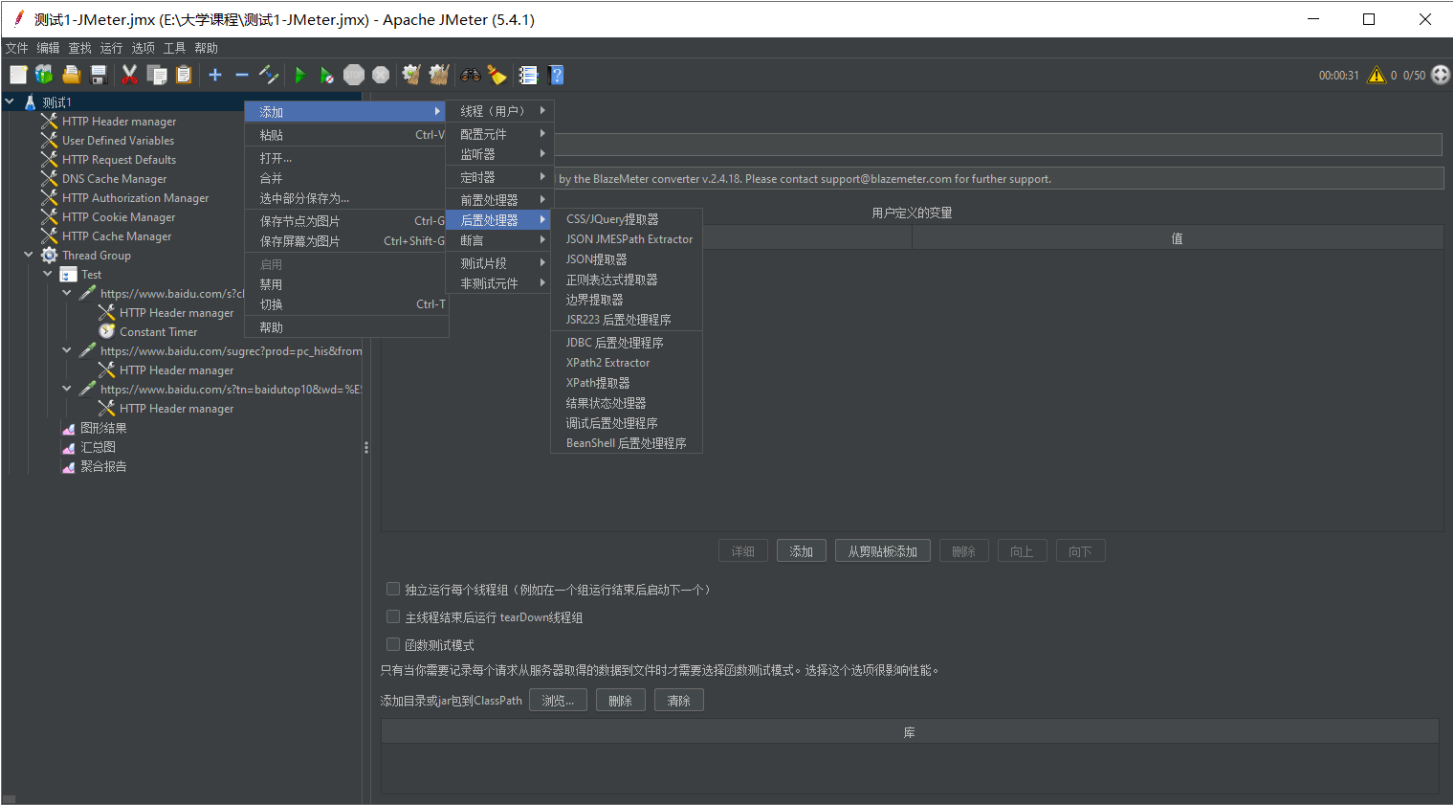 测试1-JMeter.jmx (E:\大学课程\测试1-JMeter.jmx) - Apache JMeter (5.4.1)
文件 编辑 查找 运行 选项 工具 帮助
00:00:31 0 0/50
测试1
HTTP Header manager
User Defined Variables
HTTP Request Defaults
DNS Cache Manager
HTTP Authorization Manager
HTTP Cookie Manager
HTTP Cache Manager
Thread Group
Test
https://www.baidu.com/s?cl
HTTP Header manager
Constant Timer
https://www.baidu.com/sugrec?prod=pc_his&from
HTTP Header manager
https://www.baidu.com/s?tn=baidutop10&wd=%E
HTTP Header manager
图形结果
汇总图
聚合报告
添加
粘贴 Ctrl-V
打开...
合并
选中部分保存为...
保存节点为图片 Ctrl-G
保存屏幕为图片 Ctrl+Shift-G
启用
禁用
切换 Ctrl-T
帮助
线程（用户）
配置元件
监听器
定时器
前置处理器
后置处理器
断言
测试片段
非测试元件
CSS/JQuery提取器
JSON JMESPath Extractor
JSON提取器
正则表达式提取器
边界提取器
JSR223 后置处理程序
JDBC 后置处理程序
XPath2 Extractor
XPath提取器
结果状态处理器
调试后置处理程序
BeanShell 后置处理程序
by the BlazeMeter converter v.2.4.18. Please contact support@blazemeter.com for further support.
用户定义的变量
值
详细 添加 从剪贴板添加 删除 向上 向下
独立运行每个线程组（例如在一个组运行结束后启动下一个）
主线程结束后运行 tearDown线程组
函数测试模式
只有当你需要记录每个请求从服务器取得的数据到文件时才需要选择函数测试模式。选择这个选项很影响性能。
添加目录或jar包到ClassPath 浏览... 删除 清除
库